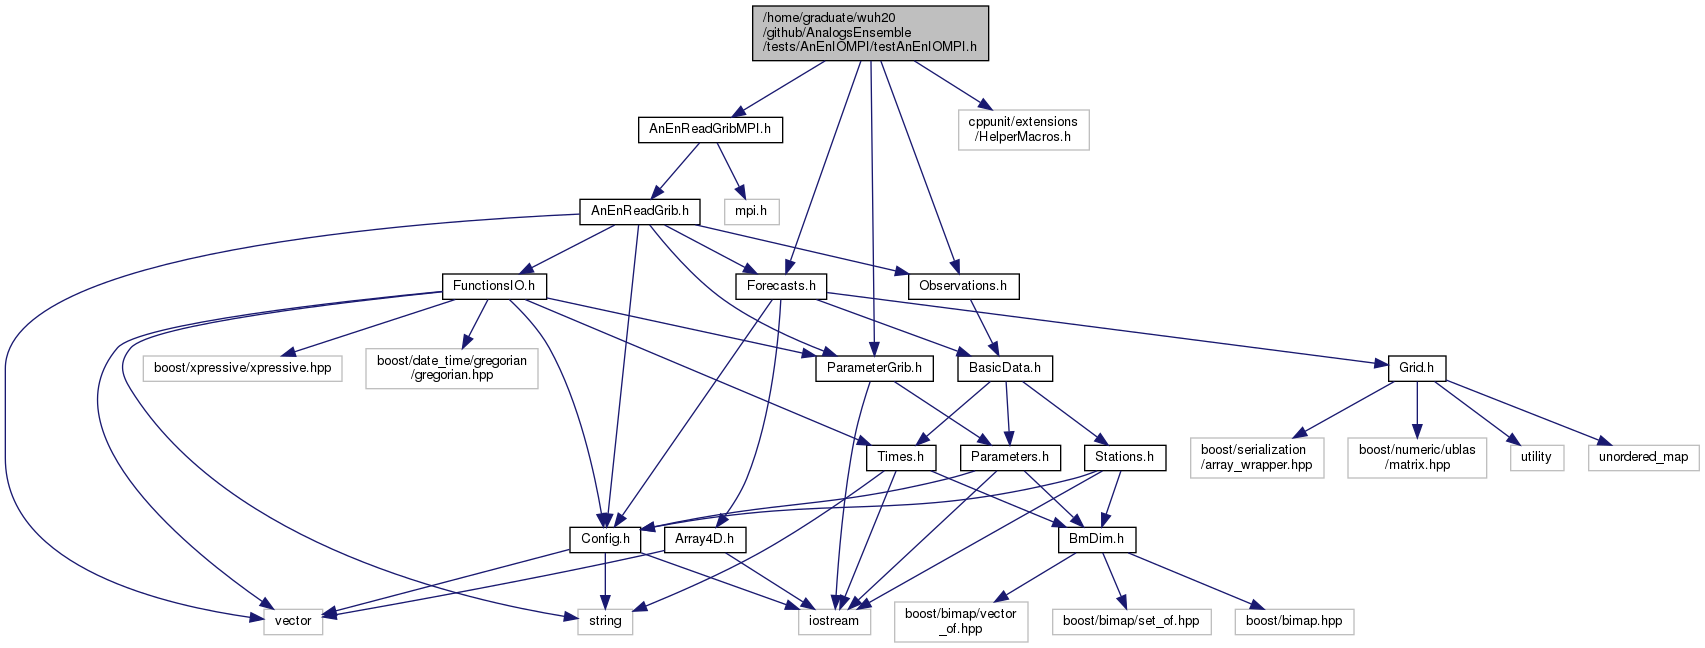 /home/graduate/wuh20
/github/AnalogsEnsemble
/tests/AnEnIOMPI/testAnEnIOMPI.h
AnEnReadGribMPI.h
cppunit/extensions
/HelperMacros.h
AnEnReadGrib.h
mpi.h
FunctionsIO.h
Forecasts.h
Observations.h
boost/xpressive/xpressive.hpp
boost/date_time/gregorian
/gregorian.hpp
ParameterGrib.h
BasicData.h
Grid.h
Times.h
Parameters.h
Stations.h
boost/serialization
/array_wrapper.hpp
boost/numeric/ublas
/matrix.hpp
utility
unordered_map
Config.h
Array4D.h
BmDim.h
vector
string
iostream
boost/bimap/vector
_of.hpp
boost/bimap/set_of.hpp
boost/bimap.hpp